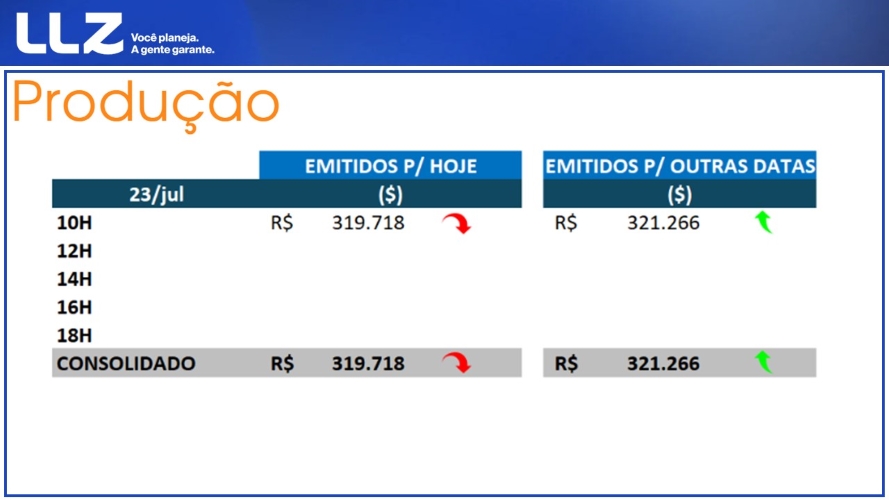 LLZ
Você planeja.
A gente garante.
Produção
EMITIDOS P/ HOJE EMITIDOS P/ OUTRAS DATAS
23/jul ($) ($)
10H R$ 319.718 R$ 321.266
12H
14H
16H
18H
CONSOLIDADO R$ 319.718 R$ 321.266